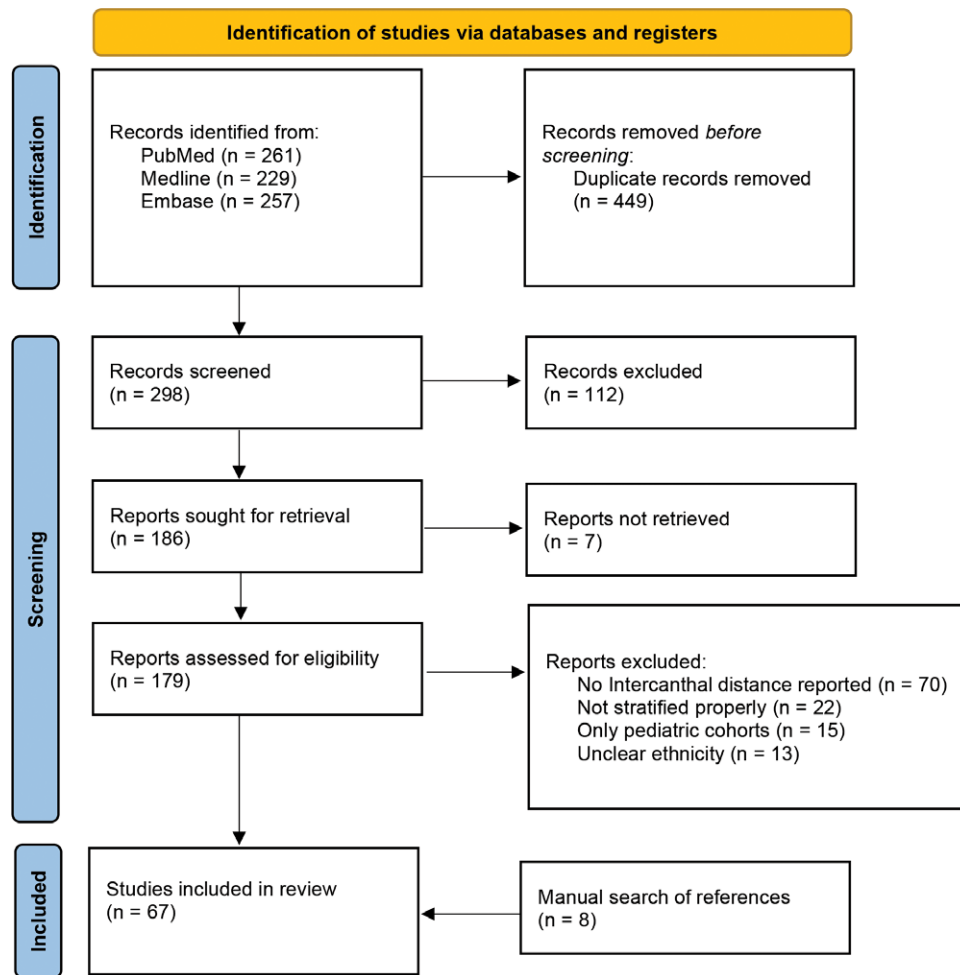 Identification of studies via databases and registers
Identification
Records identified from:
PubMed (n = 261)
Medline (n = 229)
Embase (n = 257)
Records removed before
screening:
Duplicate records removed
(n = 449)
Screening
Records screened
(n = 298)
Records excluded
(n = 112)
Reports sought for retrieval
(n = 186)
Reports not retrieved
(n = 7)
Reports assessed for eligibility
(n = 179)
Reports excluded:
No Intercanthal distance reported (n = 70)
Not stratified properly (n = 22)
Only pediatric cohorts (n = 15)
Unclear ethnicity (n = 13)
Included
Studies included in review
(n = 67)
Manual search of references
(n = 8)